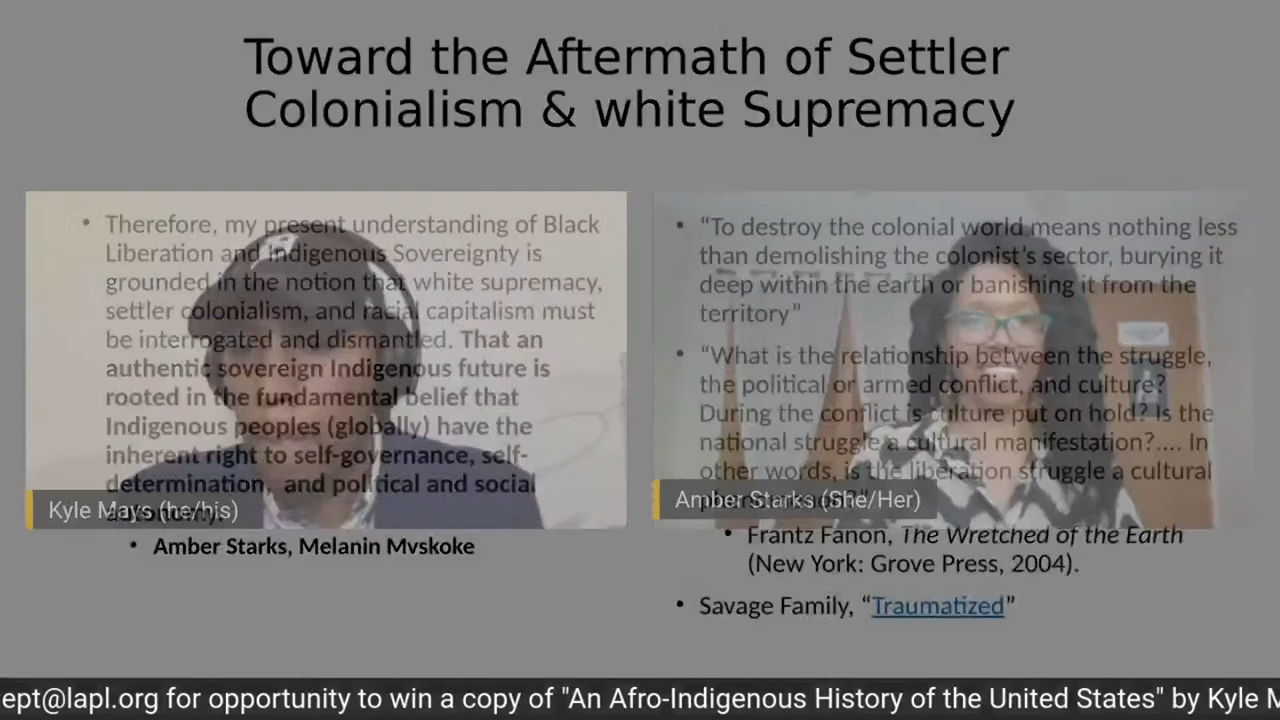 Toward the Aftermath of Settler
Colonialism & white Supremacy
• Therefore, my present understanding of Black
Liberation and Indigenous Sovereignty is
grounded in the notion that white supremacy,
settler colonialism, and racial capitalism must
be interrogated and dismantled. That an
authentic sovereign Indigenous future is
rooted in the fundamental belief that
Indigenous peoples (globally) have the
inherent right to self-governance, self-
determination, and political and social
Kyle Mays (he/his)
• Amber Starks, Melanin Mvskoke
• “To destroy the colonial world means nothing less
than demolishing the colonist’s sector, burying it
deep within the earth or banishing it from the
territory”
• “What is the relationship between the struggle,
the political or armed conflict, and culture?
During the conflict is culture put on hold? Is the
national struggle a cultural manifestation?.... In
other words, is the liberation struggle a cultural
Amber Starks (She/Her)
• Frantz Fanon, The Wretched of the Earth
(New York: Grove Press, 2004).
• Savage Family, “Traumatized”
ept@lapl.org for opportunity to win a copy of "An Afro-Indigenous History of the United States" by Kyle M